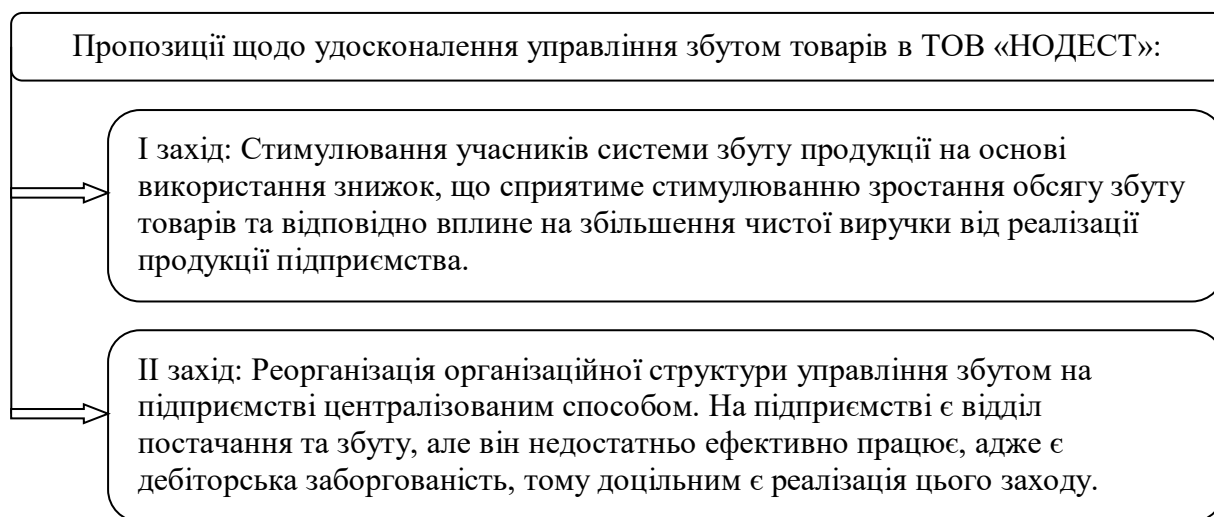 Пропозиції щодо удосконалення управління збутом товарів в ТОВ «НОДЕСТ»:
І захід: Стимулювання учасників системи збуту продукції на основі
використання знижок, що сприятиме стимулюванню зростання обсягу збуту
товарів та відповідно вплине на збільшення чистої виручки від реалізації
продукції підприємства.
ІІ захід: Реорганізація організаційної структури управління збутом на
підприємстві централізованим способом. На підприємстві є відділ
постачання та збуту, але він недостатньо ефективно працює, адже є
дебіторська заборгованість, тому доцільним є реалізація цього заходу.